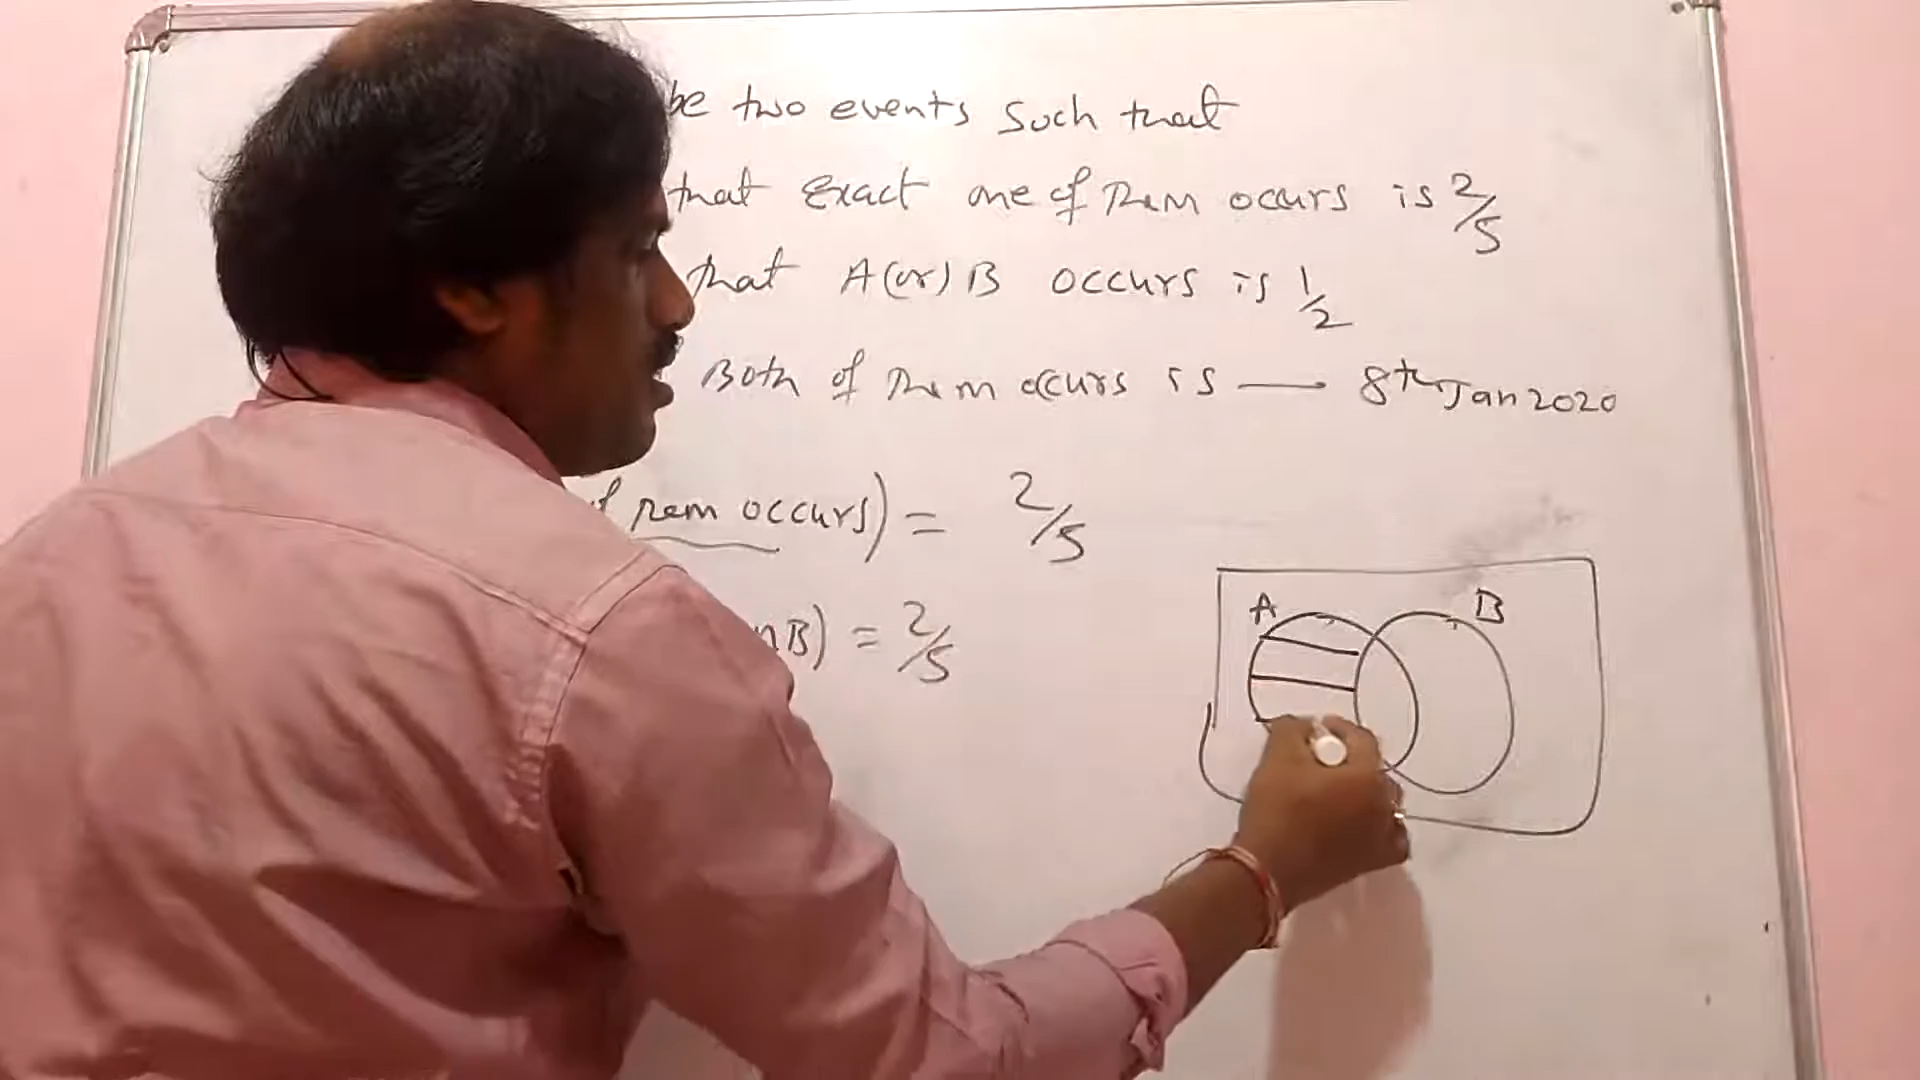 be two events such that
that Exact one of them occurs is 2/5
that A(or)B occurs is 1/2
Both of them occurs is — 8th Jan 2020
of them occurs) = 2/5
∩B) = 2/5
A B